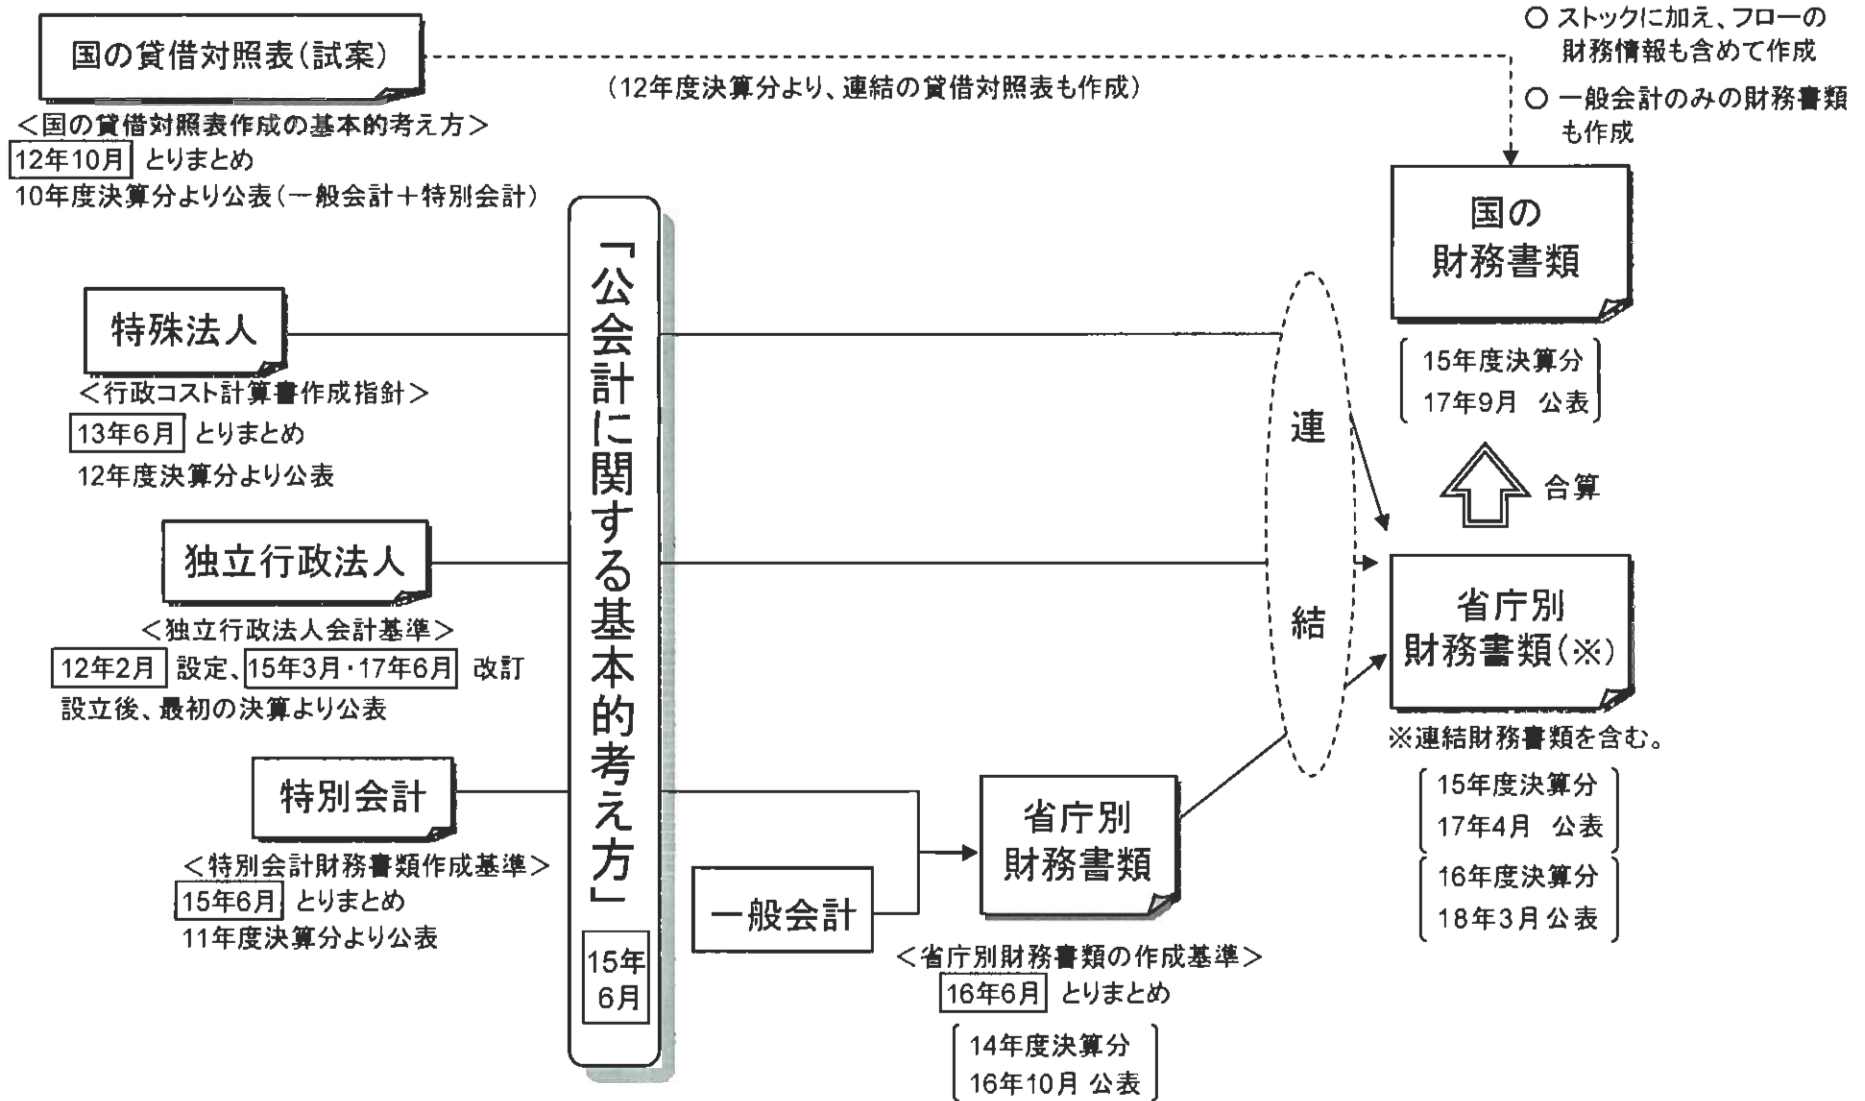 国の貸借対照表(試案)
(12年度決算分より、連結の貸借対照表も作成)
○ ストックに加え、フローの
財務情報も含めて作成
○ 一般会計のみの財務書類
も作成
<国の貸借対照表作成の基本的考え方>
12年10月 とりまとめ
10年度決算分より公表(一般会計+特別会計)
国の
財務書類
15年度決算分
17年9月 公表
合算
特殊法人
<行政コスト計算書作成指針>
13年6月 とりまとめ
12年度決算分より公表
独立行政法人
<独立行政法人会計基準>
12年2月 設定、15年3月・17年6月 改訂
設立後、最初の決算より公表
特別会計
<特別会計財務書類作成基準>
15年6月 とりまとめ
11年度決算分より公表
「公会計に関する基本的考え方」
15年
6月
一般会計
省庁別
財務書類
<省庁別財務書類の作成基準>
16年6月 とりまとめ
14年度決算分
16年10月 公表
連結
省庁別
財務書類(※)
※連結財務書類を含む。
15年度決算分
17年4月 公表
16年度決算分
18年3月 公表